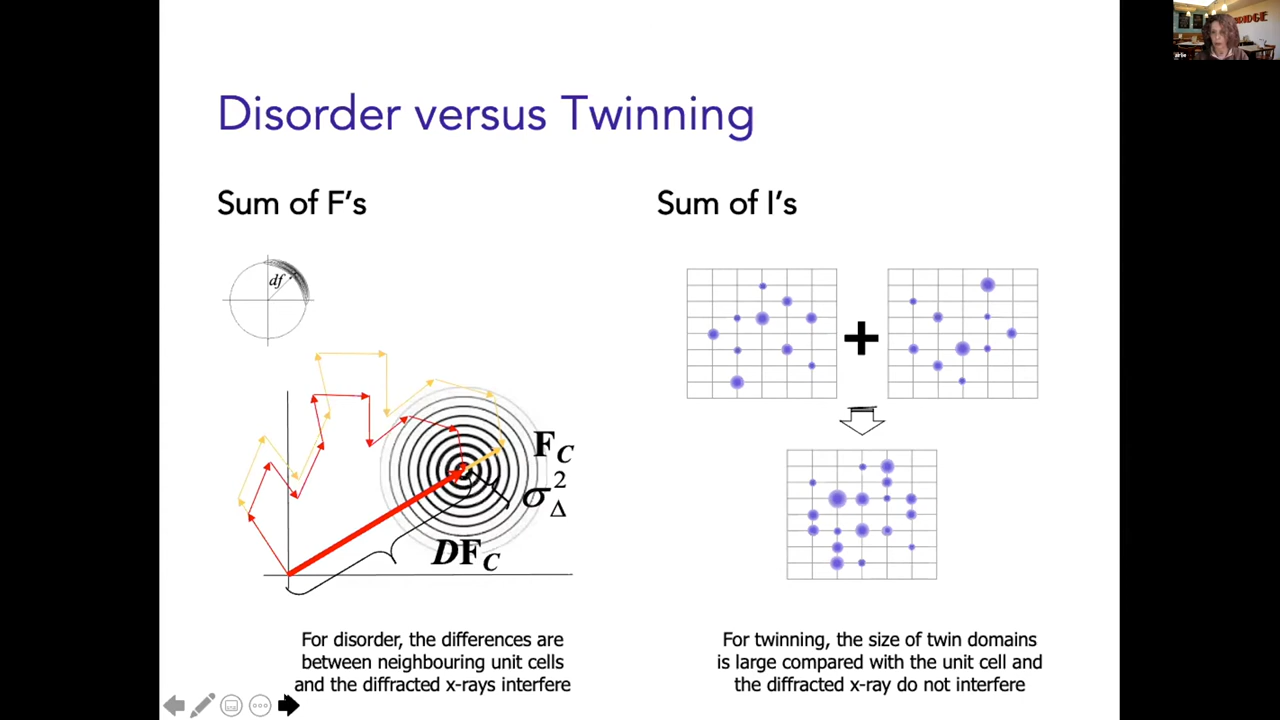 Disorder versus Twinning
Sum of F's
Sum of I's
df
F_C
σ²_Δ
DF_C
+
For disorder, the differences are
between neighbouring unit cells
and the diffracted x-rays interfere
For twinning, the size of twin domains
is large compared with the unit cell and
the diffracted x-ray do not interfere